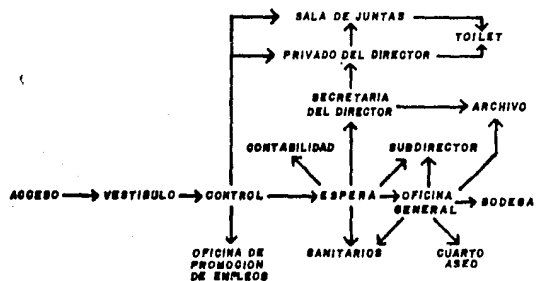 SALA DE JUNTAS
TOILET
PRIVADO DEL DIRECTOR
SECRETARIA
DEL DIRECTOR
ARCHIVO
CONTABILIDAD
SUBDIRECTOR
ACCESO
VESTIBULO
CONTROL
ESPERA
OFICINA
GENERAL
BODEGA
OFICINA DE
PROMOCION
DE EMPLEOS
SANITARIOS
CUARTO
ASEO